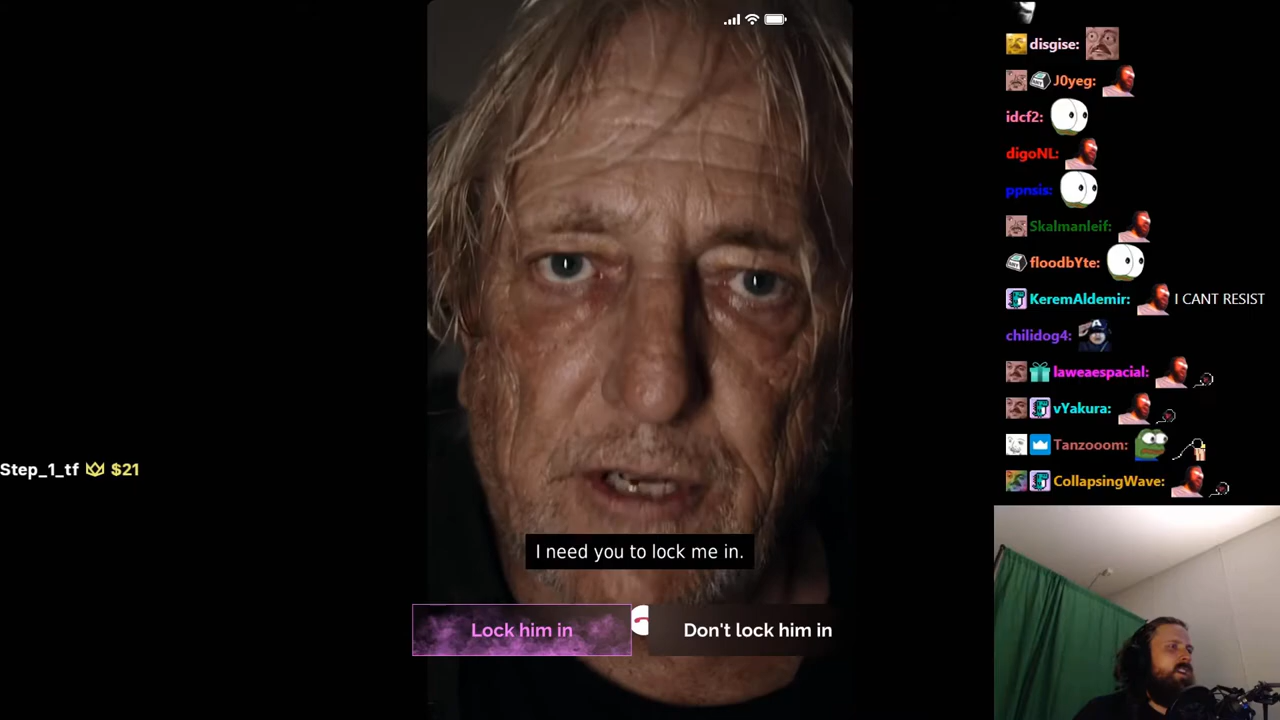 disgise:
J0yeg:
idcf2:
digoNL:
ppnsis:
Skalmanleif:
floodbYte:
KeremAldemir: I CANT RESIST
chilidog4:
laweaespacial:
vYakura:
Tanzooom:
Step_1_tf $21
CollapsingWave:
I need you to lock me in.
Lock him in
Don't lock him in